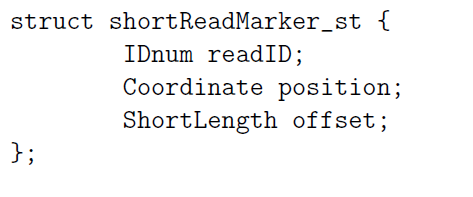 struct shortReadMarker_st {
        IDnum readID;
        Coordinate position;
        ShortLength offset;
};